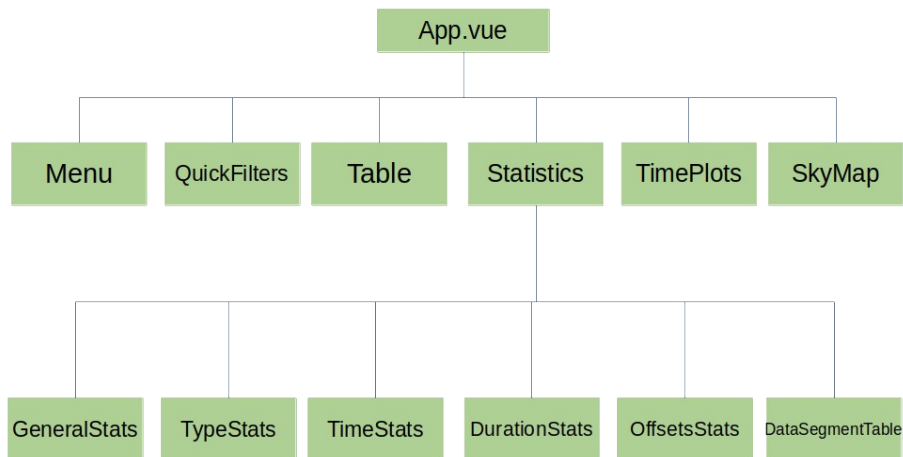 App.vue
Menu
QuickFilters
Table
Statistics
TimePlots
SkyMap
GeneralStats
TypeStats
TimeStats
DurationStats
OffsetsStats
DataSegmentTable